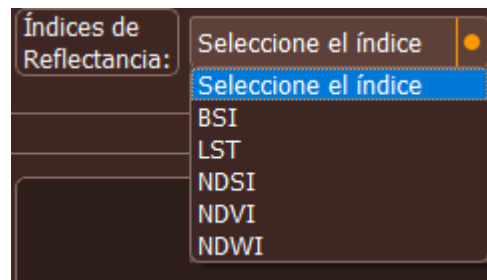 Índices de
Reflectancia:
Seleccione el índice
Seleccione el índice
BSI
LST
NDSI
NDVI
NDWI